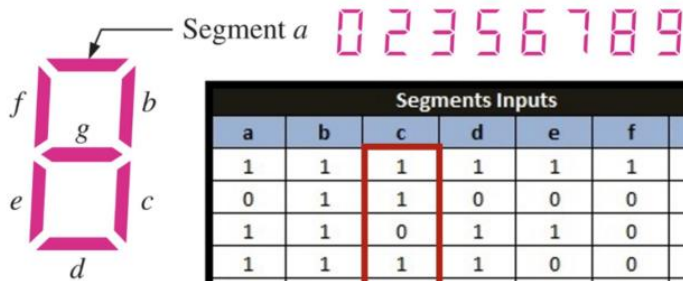 Segment a
0 2 3 5 6 7 8 9
f
b
g
e
c
d
Segments Inputs
a b c d e f
1 1 1 1 1 1
0 1 1 0 0 0
1 1 0 1 1 0
1 1 1 1 0 0